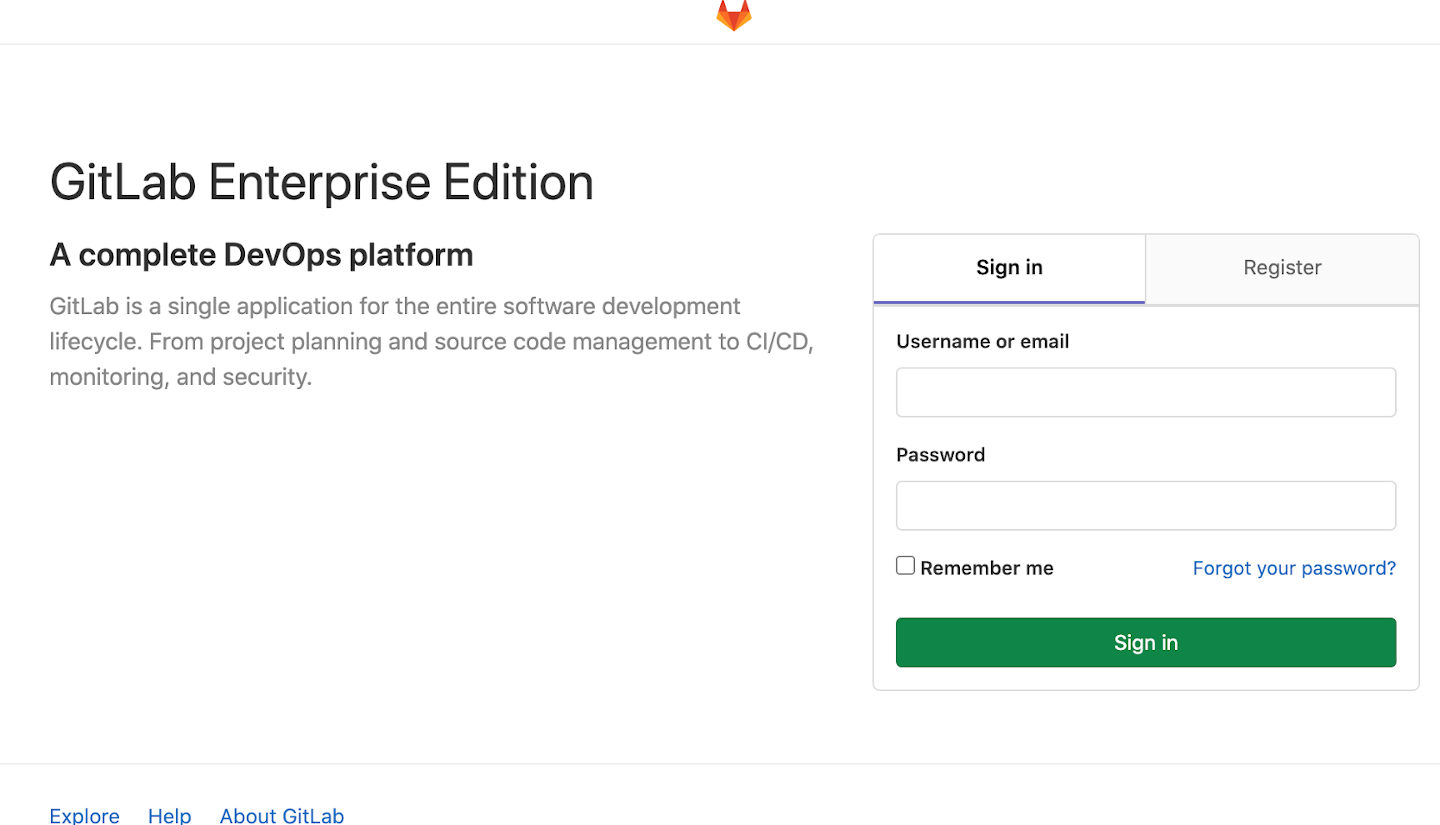 GitLab Enterprise Edition
A complete DevOps platform
GitLab is a single application for the entire software development
lifecycle. From project planning and source code management to CI/CD,
monitoring, and security.
Sign in
Register
Username or email
Password
Remember me
Forgot your password?
Sign in
Explore
Help
About GitLab